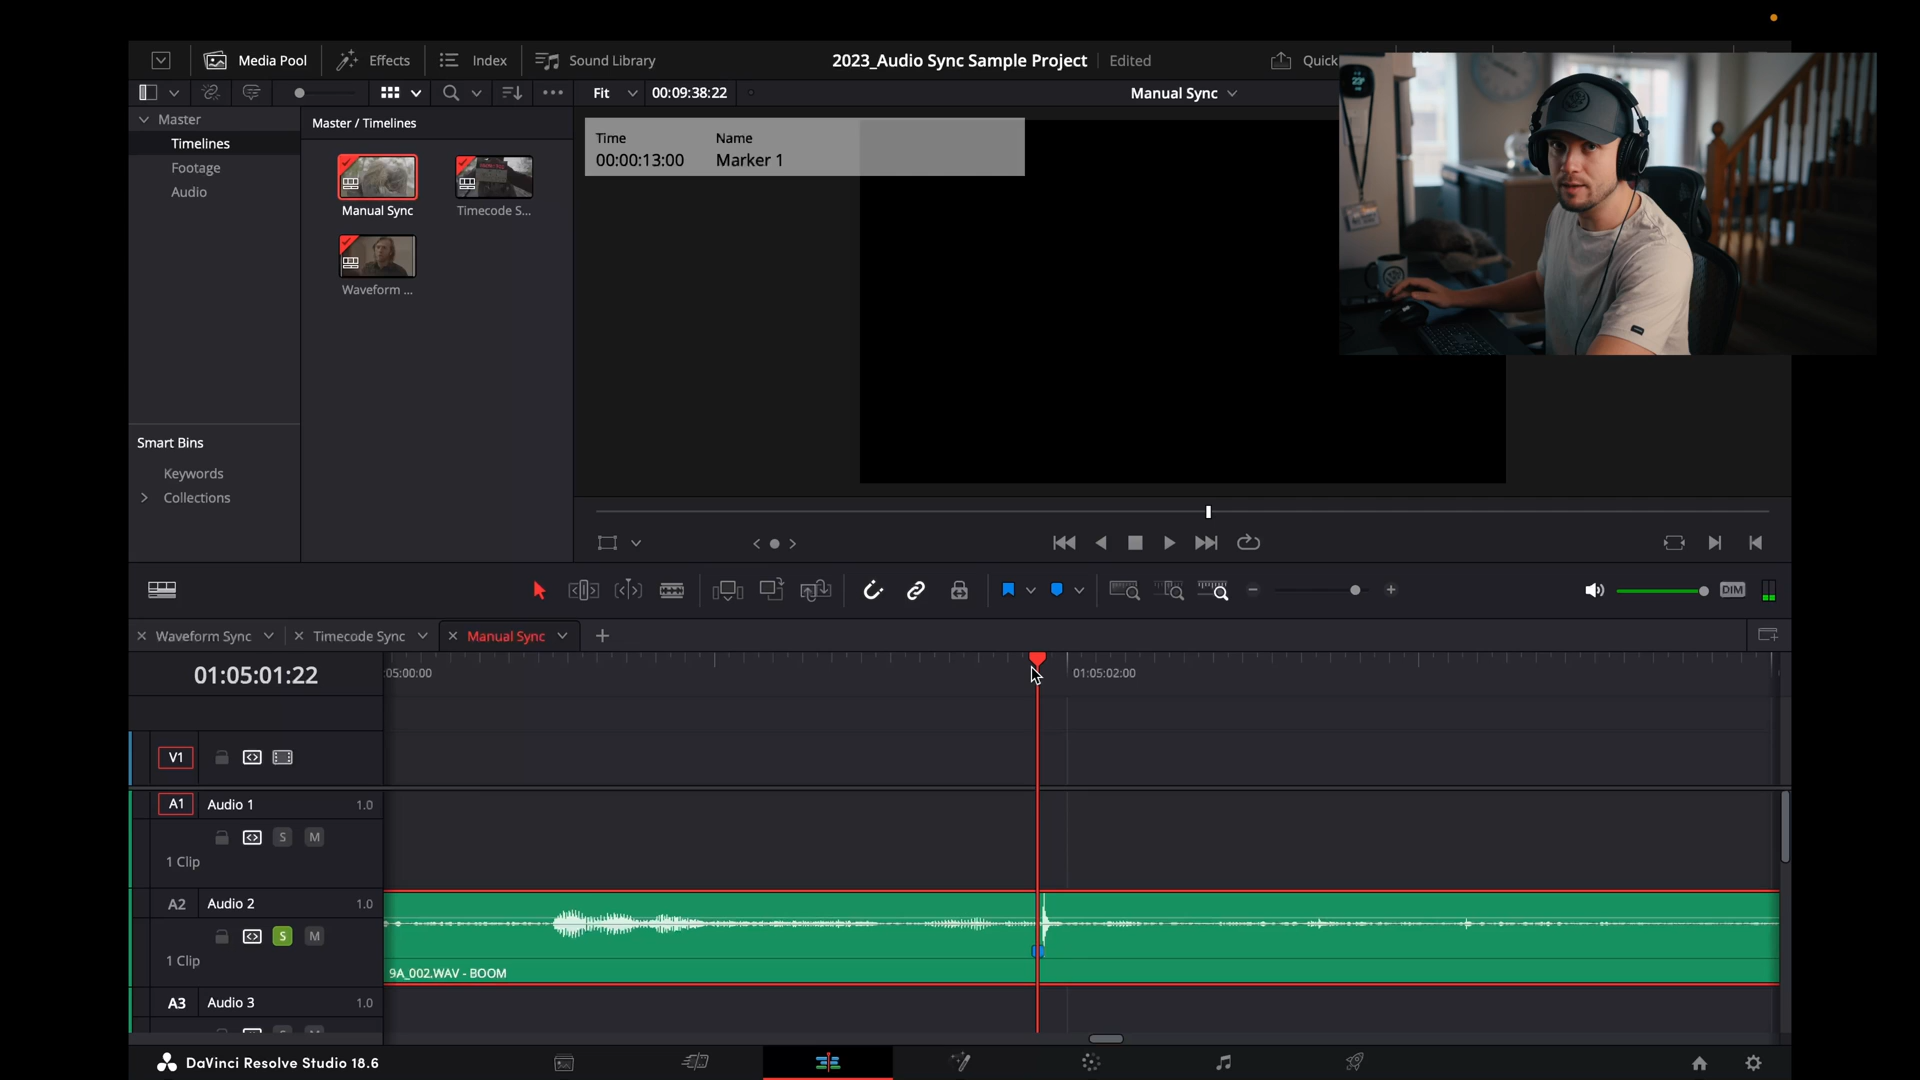 Media Pool
Effects
Index
Sound Library
2023_Audio Sync Sample Project
Edited
Quick
Fit
00:09:38:22
Manual Sync
Master
Timelines
Footage
Audio
Master / Timelines
Manual Sync
Timecode S...
Waveform ...
Time
Name
00:00:13:00
Marker 1
Smart Bins
Keywords
Collections
DIM
Waveform Sync
Timecode Sync
Manual Sync
01:05:01:22
05:00:00
01:05:02:00
V1
A1
Audio 1
1.0
S
M
1 Clip
A2
Audio 2
1.0
S
M
1 Clip
9A_002.WAV - BOOM
A3
Audio 3
1.0
DaVinci Resolve Studio 18.6